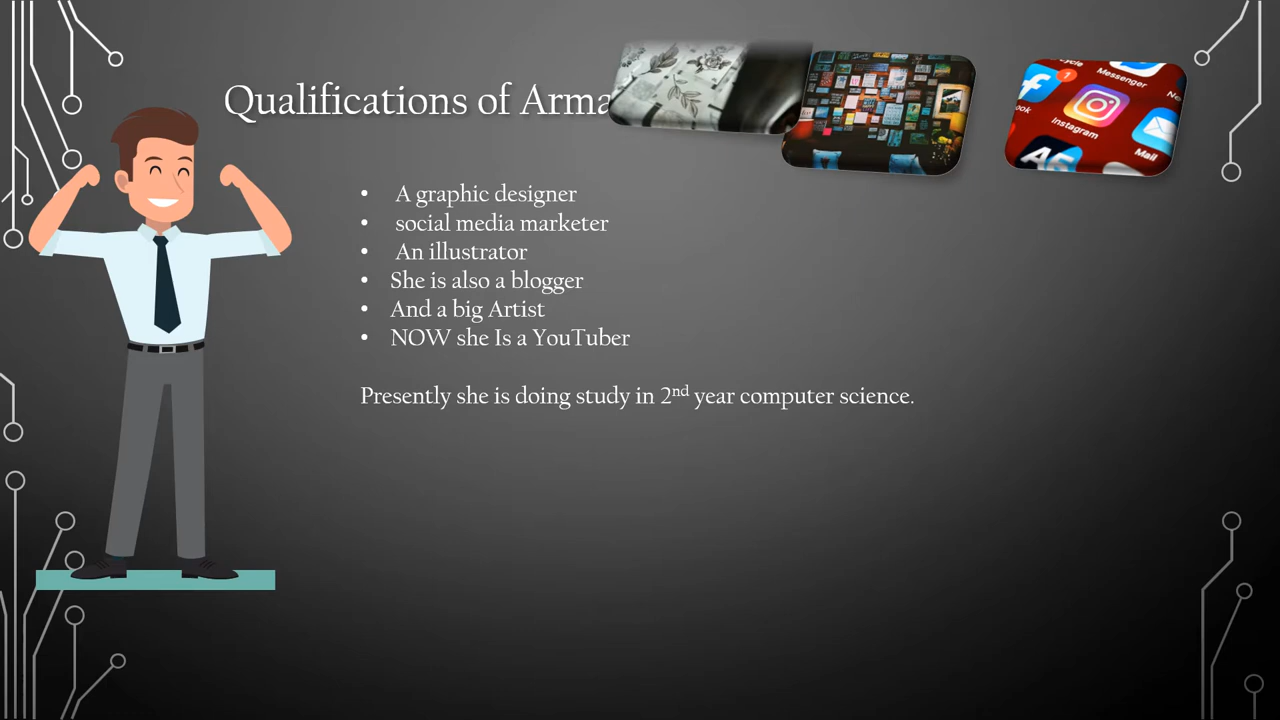 Qualifications of Arma
• A graphic designer
• social media marketer
• An illustrator
• She is also a blogger
• And a big Artist
• NOW she Is a YouTuber
Presently she is doing study in 2nd year computer science.
Messenger
Instagram
Mail